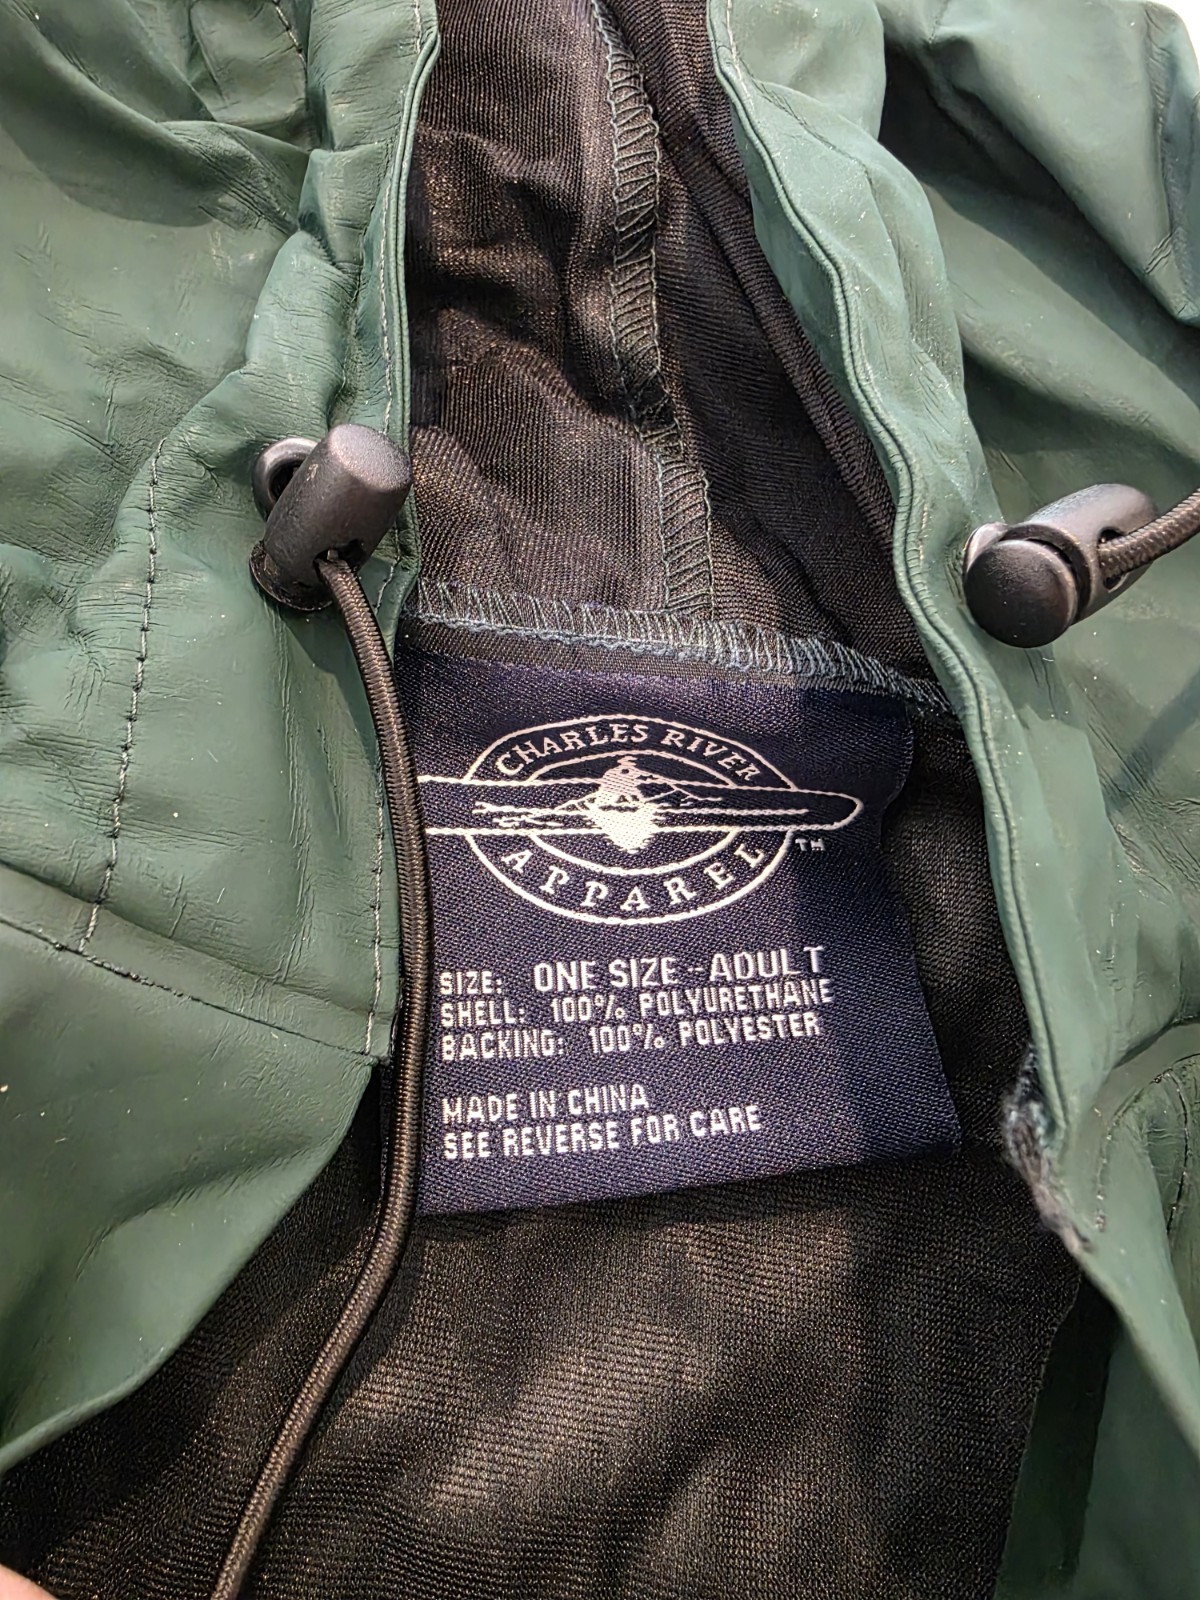 CHARLES RIVER
APPAREL
TM
SIZE: ONE SIZE - ADULT
SHELL: 100% POLYURETHANE
BACKING: 100% POLYESTER
MADE IN CHINA
SEE REVERSE FOR CARE